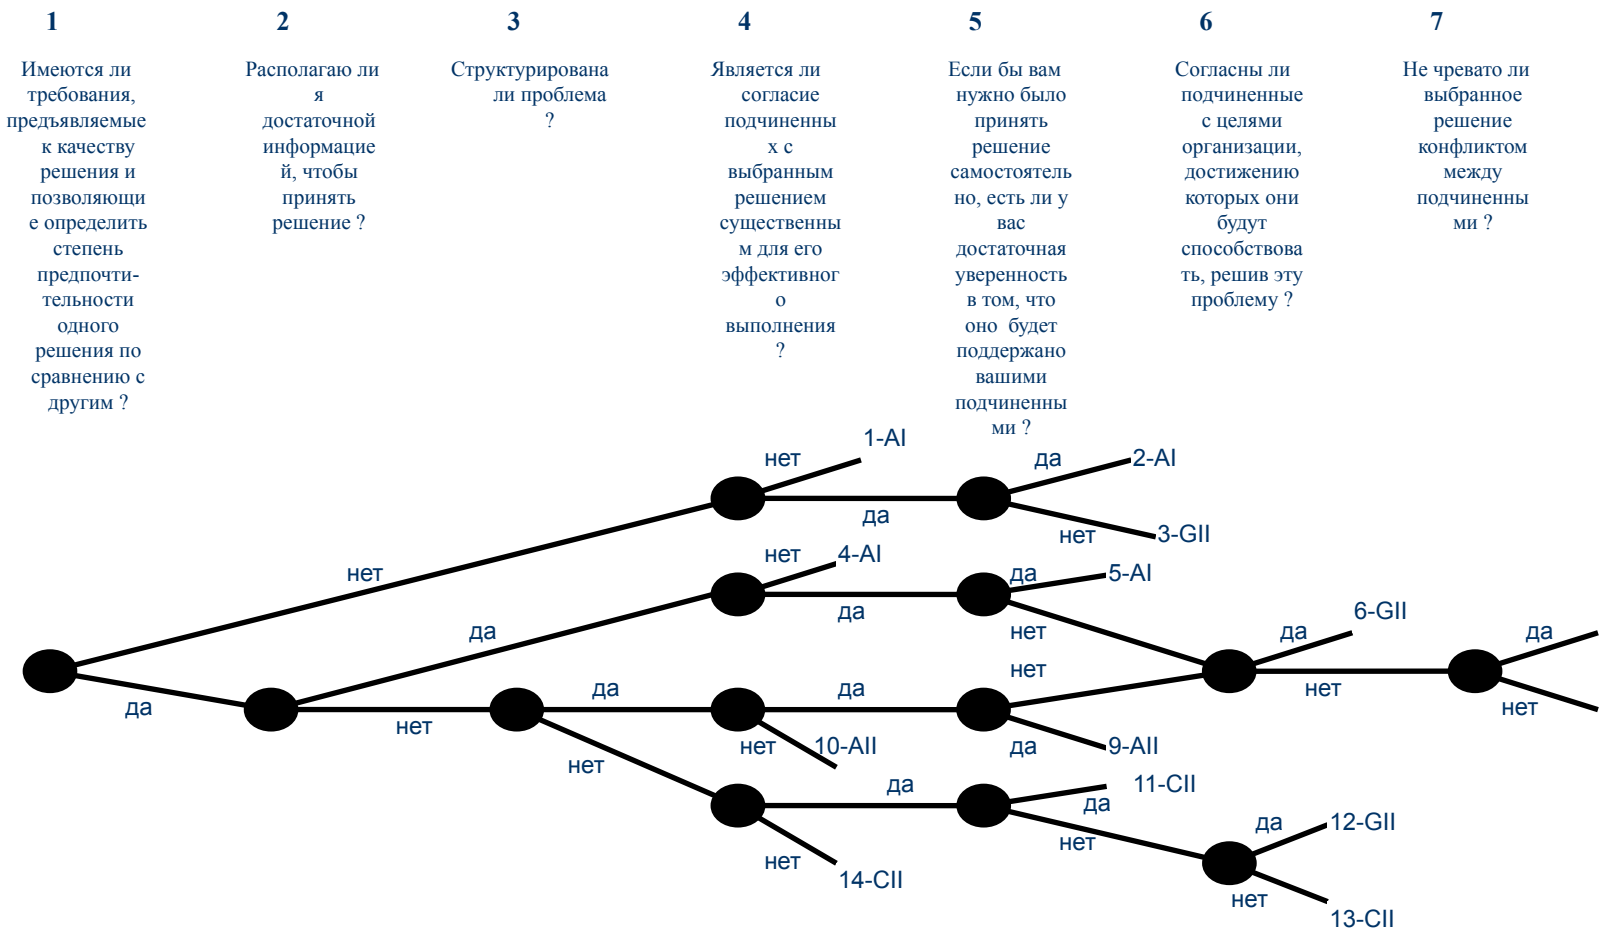 1
Имеются ли
требования,
предъявляемые
к качеству
решения и
позволяющи
е определить
степень
предпочти-
тельности
одного
решения по
сравнению с
другим ?
2
Располагаю ли
я
достаточной
информацие
й, чтобы
принять
решение ?
3
Структурирована
ли проблема
?
4
Является ли
согласие
подчиненны
х с
выбранным
решением
существенны
м для его
эффективног
о
выполнения
?
5
Если бы вам
нужно было
принять
решение
самостоятель
но, есть ли у
вас
достаточная
уверенность
в том, что
оно будет
поддержано
вашими
подчиненны
ми ?
6
Согласны ли
подчиненные
с целями
организации,
достижению
которых они
будут
способствова
ть, решив эту
проблему ?
7
Не чревато ли
выбранное
решение
конфликтом
между
подчиненны
ми ?
1-AI
нет
да
2-AI
да
нет
3-GII
нет
нет
4-AI
да
5-AI
да
да
нет
6-GII
да
да
нет
да
да
нет
нет
да
нет
нет
10-AII
да
9-AII
нет
да
11-CII
да
нет
да
12-GII
нет
14-CII
нет
13-CII